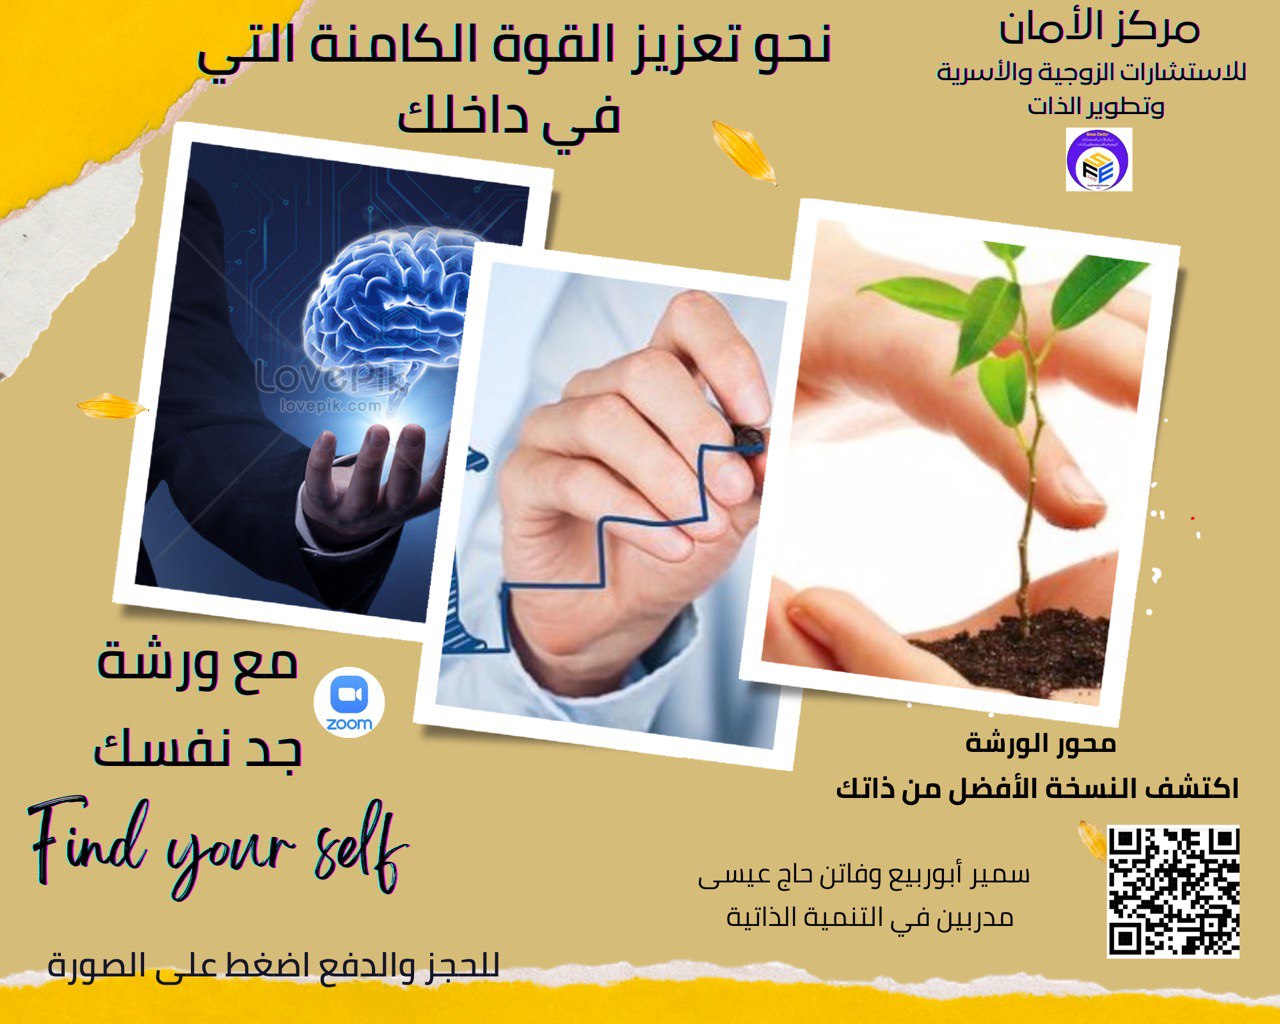 مركز الأمان
للاستشارات الزوجية والأسرية
وتطوير الذات
نحو تعزيز القوة الكامنة التي
في داخلك
LovePik
lovepik.com
مع ورشة
جد نفسك
zoom
Find your self
محور الورشة
اكتشف النسخة الأفضل من ذاتك
سمير أبوربيع وفاتن حاج عيسى
مدربين في التنمية الذاتية
للحجز والدفع اضغط على الصورة